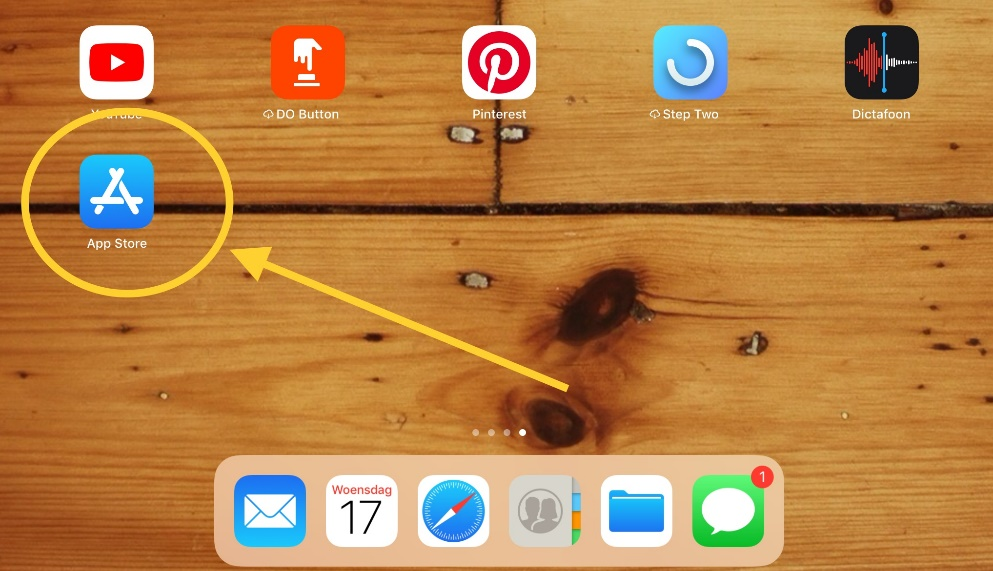 YouTube
DO Button
Pinterest
Step Two
Dictafoon
App Store
Woensdag
17
1